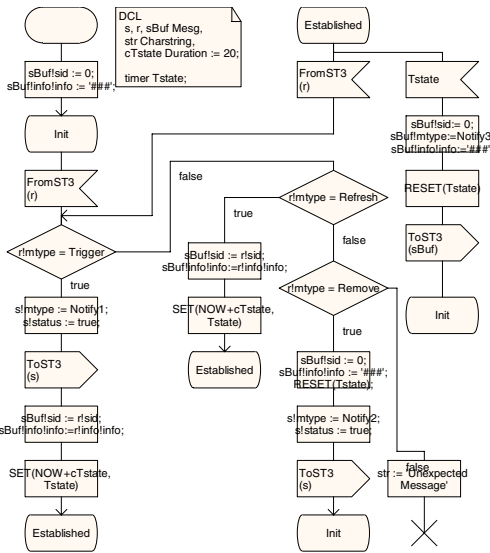 DCL
s, r, sBuf Mesg,
str Charstring,
cTstate Duration := 20;
timer Tstate;
sBuf!sid := 0;
sBuf!info!info := '###';
Init
FromST3
(r)
r!mtype = Trigger
false
true
s!mtype := Notify1;
s!status := true;
ToST3
(s)
sBuf!sid := r!sid;
sBuf!info!info:=r!info!info;
SET(NOW+cTstate,
Tstate)
Established
r!mtype = Refresh
true
false
sBuf!sid := r!sid;
sBuf!info!info:=r!info!info;
SET(NOW+cTstate,
Tstate)
Established
Established
FromST3
(r)
r!mtype = Remove
true
sBuf!sid := 0;
sBuf!info!info := '###';
RESET(Tstate);
s!mtype := Notify2;
s!status := true;
ToST3
(s)
Init
false
str := 'Unexpected
Message'
Tstate
sBuf!sid:= 0;
sBuf!mtype:=Notify3
sBuf!info!info:='###'
RESET(Tstate)
ToST3
(sBuf)
Init